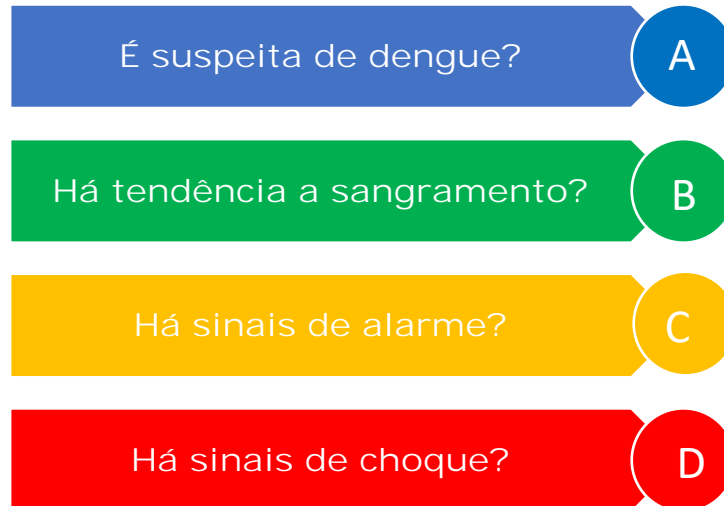 É suspeita de dengue? A
Há tendência a sangramento? B
Há sinais de alarme? C
Há sinais de choque? D